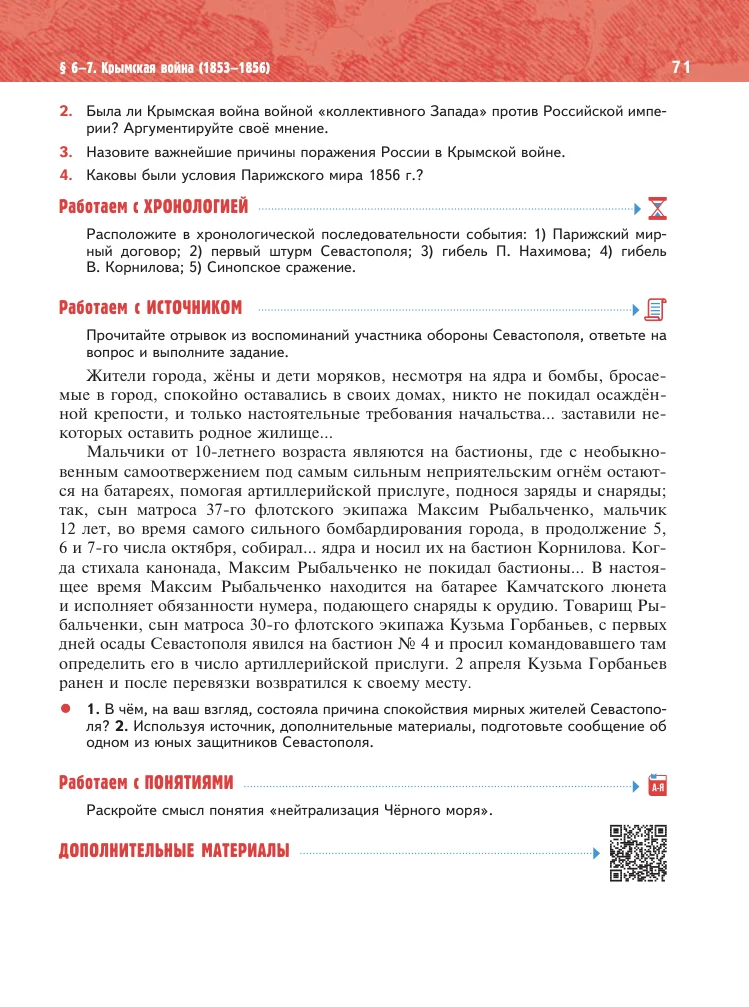 § 6–7. Крымская война (1853–1856)
71
2. Была ли Крымская война войной «коллективного Запада» против Российской импе-
рии? Аргументируйте своё мнение.
3. Назовите важнейшие причины поражения России в Крымской войне.
4. Каковы были условия Парижского мира 1856 г.?
Работаем с ХРОНОЛОГИЕЙ
Расположите в хронологической последовательности события: 1) Парижский мир-
ный договор; 2) первый штурм Севастополя; 3) гибель П. Нахимова; 4) гибель
В. Корнилова; 5) Синопское сражение.
Работаем с ИСТОЧНИКОМ
Прочитайте отрывок из воспоминаний участника обороны Севастополя, ответьте на
вопрос и выполните задание.
Жители города, жёны и дети моряков, несмотря на ядра и бомбы, бросае-
мые в город, спокойно оставались в своих домах, никто не покидал осаждён-
ной крепости, и только настоятельные требования начальства... заставили не-
которых оставить родное жилище...
Мальчики от 10-летнего возраста являются на бастионы, где с необыкно-
венным самоотвержением под самым сильным неприятельским огнём остают-
ся на батареях, помогая артиллерийской прислуге, поднося заряды и снаряды;
так, сын матроса 37-го флотского экипажа Максим Рыбальченко, мальчик
12 лет, во время самого сильного бомбардирования города, в продолжение 5,
6 и 7-го числа октября, собирал... ядра и носил их на бастион Корнилова. Ког-
да стихала канонада, Максим Рыбальченко не покидал бастионы... В настоя-
щее время Максим Рыбальченко находится на батарее Камчатского люнета
и исполняет обязанности нумера, подающего снаряды к орудию. Товарищ Ры-
бальченки, сын матроса 30-го флотского экипажа Кузьма Горбаньев, с первых
дней осады Севастополя явился на бастион № 4 и просил командовавшего там
определить его в число артиллерийской прислуги. 2 апреля Кузьма Горбаньев
ранен и после перевязки возвратился к своему месту.
● 1. В чём, на ваш взгляд, состояла причина спокойствия мирных жителей Севастопо-
ля? 2. Используя источник, дополнительные материалы, подготовьте сообщение об
одном из юных защитников Севастополя.
Работаем с ПОНЯТИЯМИ
А-Я
Раскройте смысл понятия «нейтрализация Чёрного моря».
ДОПОЛНИТЕЛЬНЫЕ МАТЕРИАЛЫ